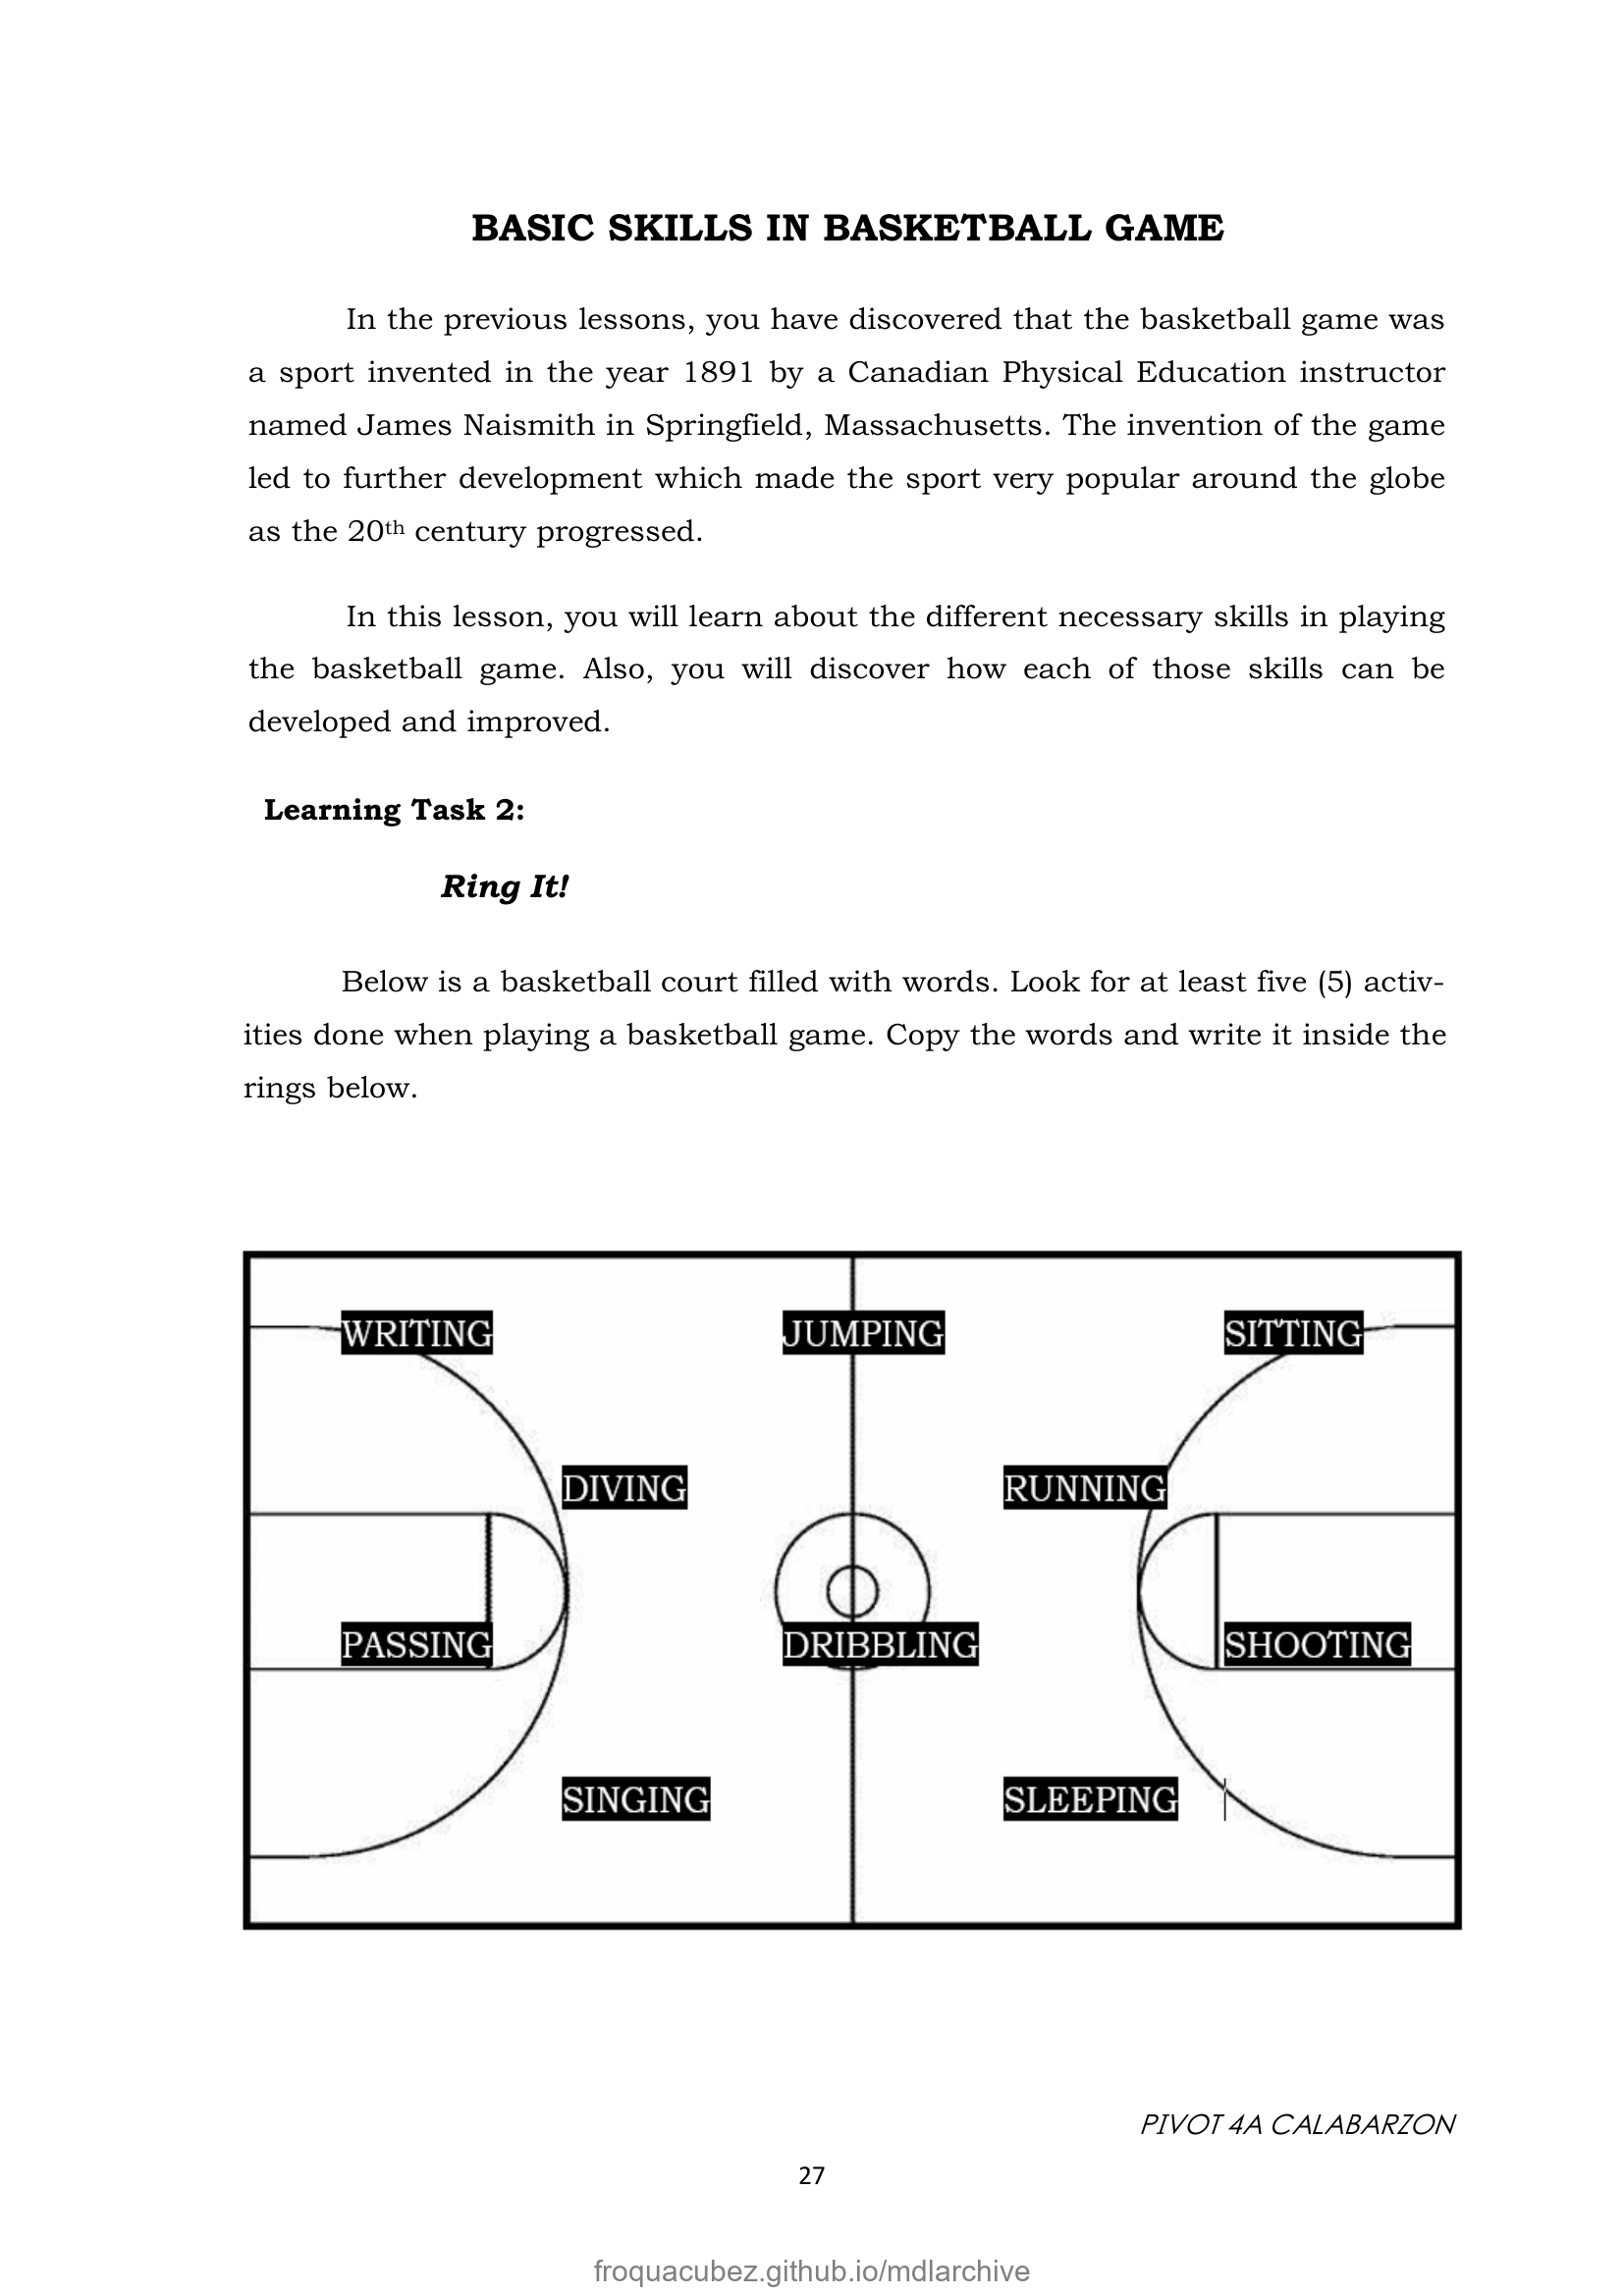 BASIC SKILLS IN BASKETBALL GAME
In the previous lessons, you have discovered that the basketball game was
a sport invented in the year 1891 by a Canadian Physical Education instructor
named James Naismith in Springfield, Massachusetts. The invention of the game
led to further development which made the sport very popular around the globe
as the 20th century progressed.
In this lesson, you will learn about the different necessary skills in playing
the basketball game. Also, you will discover how each of those skills can be
developed and improved.
Learning Task 2:
Ring It!
Below is a basketball court filled with words. Look for at least five (5) activ-
ities done when playing a basketball game. Copy the words and write it inside the
rings below.
WRITING JUMPING SITTING
DIVING RUNNING
PASSING DRIBBLING SHOOTING
SINGING SLEEPING
PIVOT 4A CALABARZON
27
froquacubez.github.io/mdlarchive